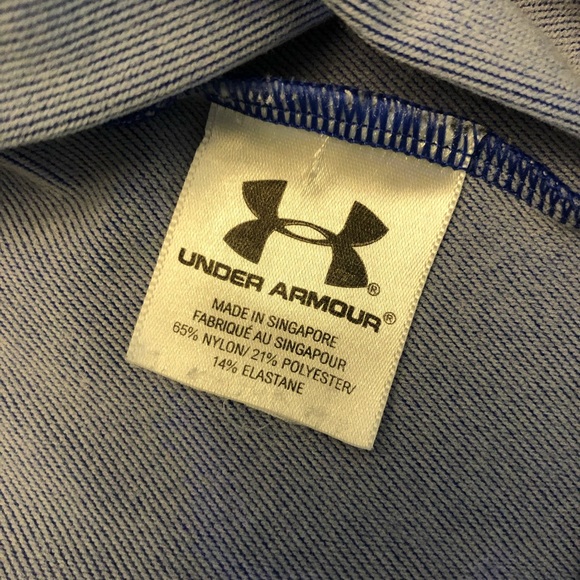 UNDER ARMOUR®
MADE IN SINGAPORE
FABRIQUÉ AU SINGAPOUR
65% NYLON/ 21% POLYESTER/
14% ELASTANE